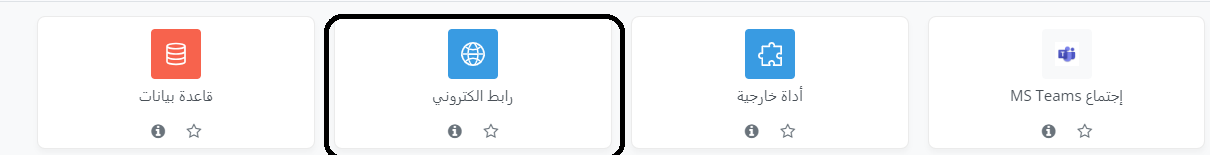 إجتماع MS Teams
أداة خارجية
رابط الكتروني
قاعدة بيانات